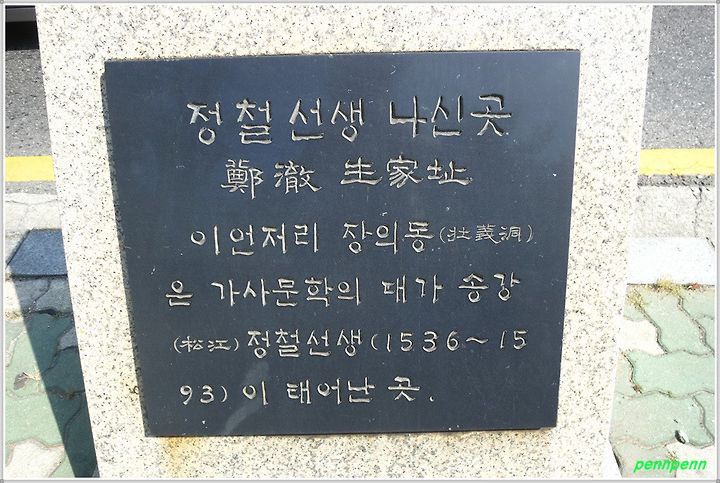 정철선생 나신곳
鄭澈 生家址
이언저리 장의동(壯義洞)
은 가사문학의 대가 송강
(松江) 정철선생(1536~15
93)이 태어난 곳.
pennpenn